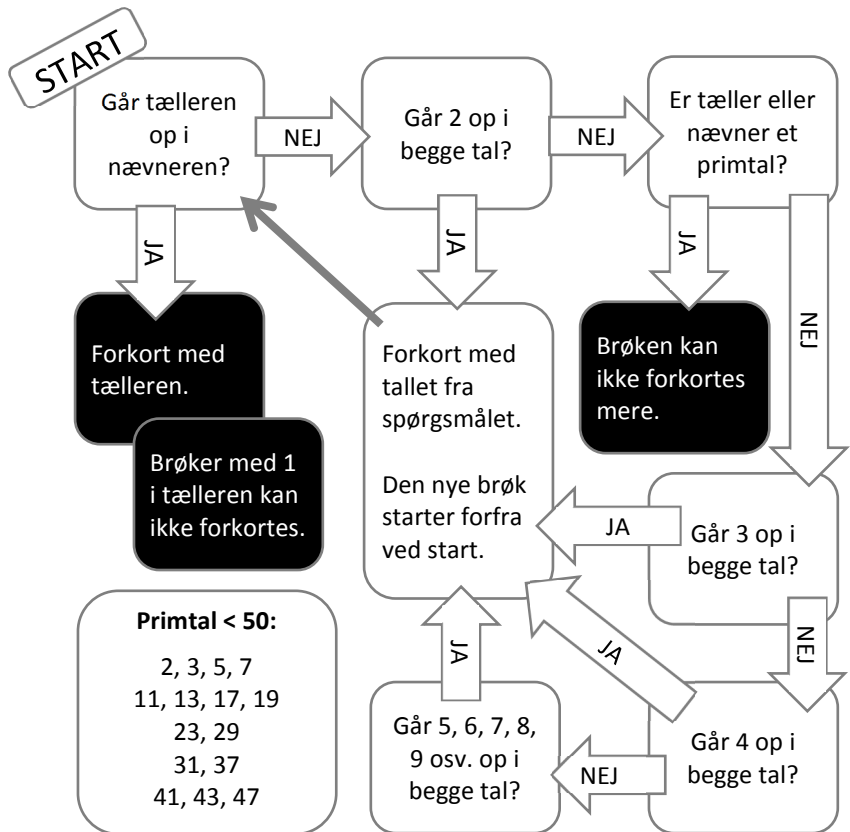 START
Går tælleren
op i
nævneren?
NEJ
Går 2 op i
begge tal?
NEJ
Er tæller eller
nævner et
primtal?
JA
JA
JA
NEJ
Forkort med
tælleren.
Brøker med 1
i tælleren kan
ikke forkortes.
Forkort med
tallet fra
spørgsmålet.
Den nye brøk
starter forfra
ved start.
Brøken kan
ikke forkortes
mere.
JA
Går 3 op i
begge tal?
NEJ
JA
JA
Primtal < 50:
2, 3, 5, 7
11, 13, 17, 19
23, 29
31, 37
41, 43, 47
Går 5, 6, 7, 8,
9 osv. op i
begge tal?
NEJ
Går 4 op i
begge tal?